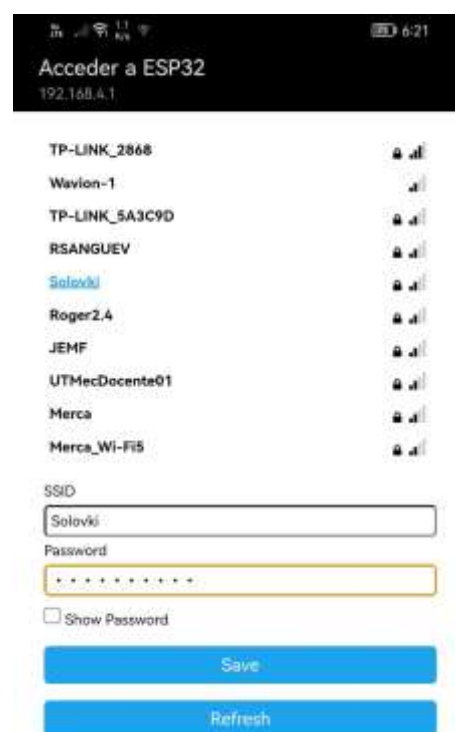 6:21
Acceder a ESP32
192.168.4.1
TP-LINK_2868
Wavion-1
TP-LINK_5A3C9D
RSANGUEV
Solovki
Roger2.4
JEMF
UTMecDocente01
Merca
Merca_Wi-Fi5
SSID
Solovki
Password
Show Password
Save
Refresh